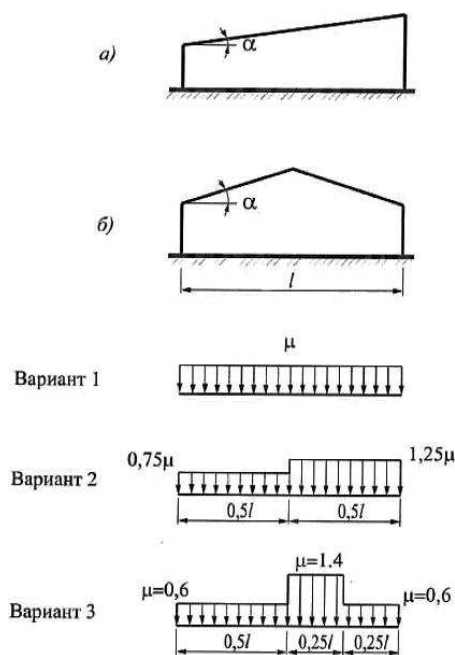 а)
α
б)
α
l
μ
Вариант 1
0,75μ 1,25μ
Вариант 2
0,5l 0,5l
μ=1.4
μ=0,6 μ=0,6
Вариант 3
0,5l 0,25l 0,25l